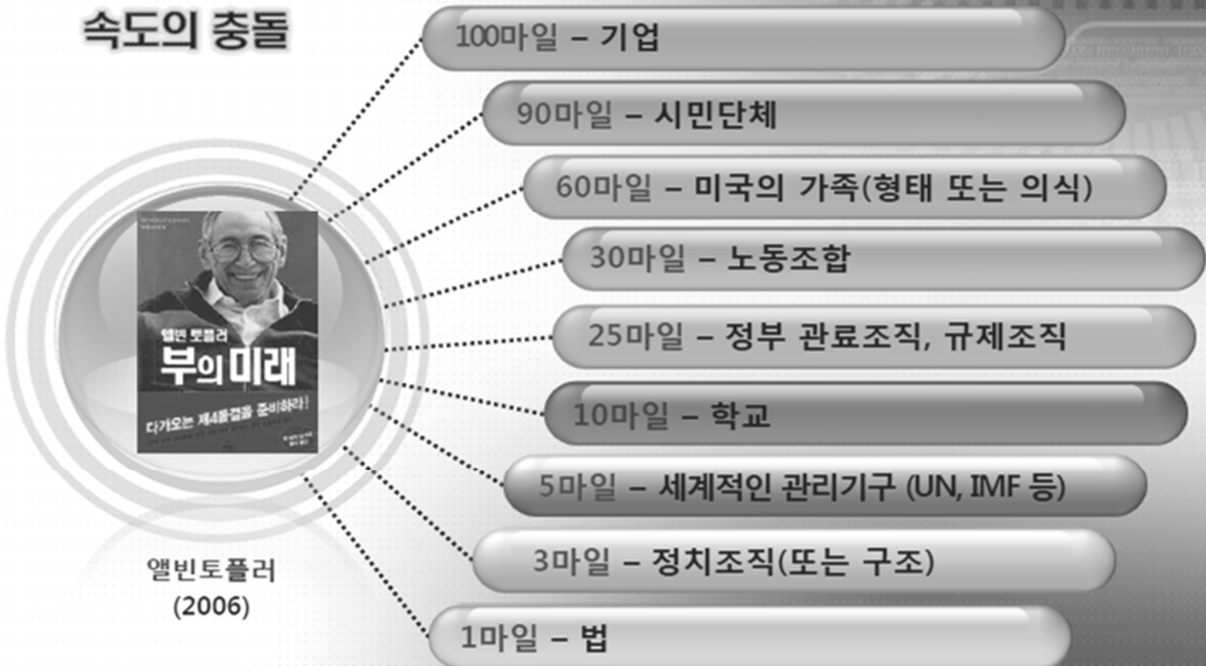 속도의 충돌
100마일 – 기업
90마일 – 시민단체
60마일 – 미국의 가족(형태 또는 의식)
30마일 – 노동조합
25마일 – 정부 관료조직, 규제조직
10마일 – 학교
5마일 – 세계적인 관리기구 (UN, IMF 등)
3마일 – 정치조직(또는 구조)
1마일 – 법
앨빈 토플러
부의 미래
다가오는 제4물결을 준비하라!
앨빈토플러
(2006)